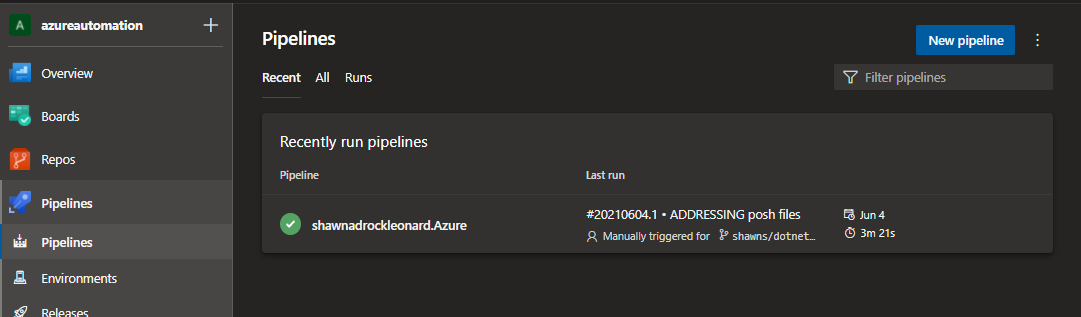 A azureautomation +
Overview
Boards
Repos
Pipelines
Pipelines
Environments
Releases
Pipelines
New pipeline
Recent All Runs
Filter pipelines
Recently run pipelines
Pipeline Last run
shawnadrockleonard.Azure
#20210604.1 • ADDRESSING posh files
Manually triggered for shawns/dotnet...
Jun 4
3m 21s